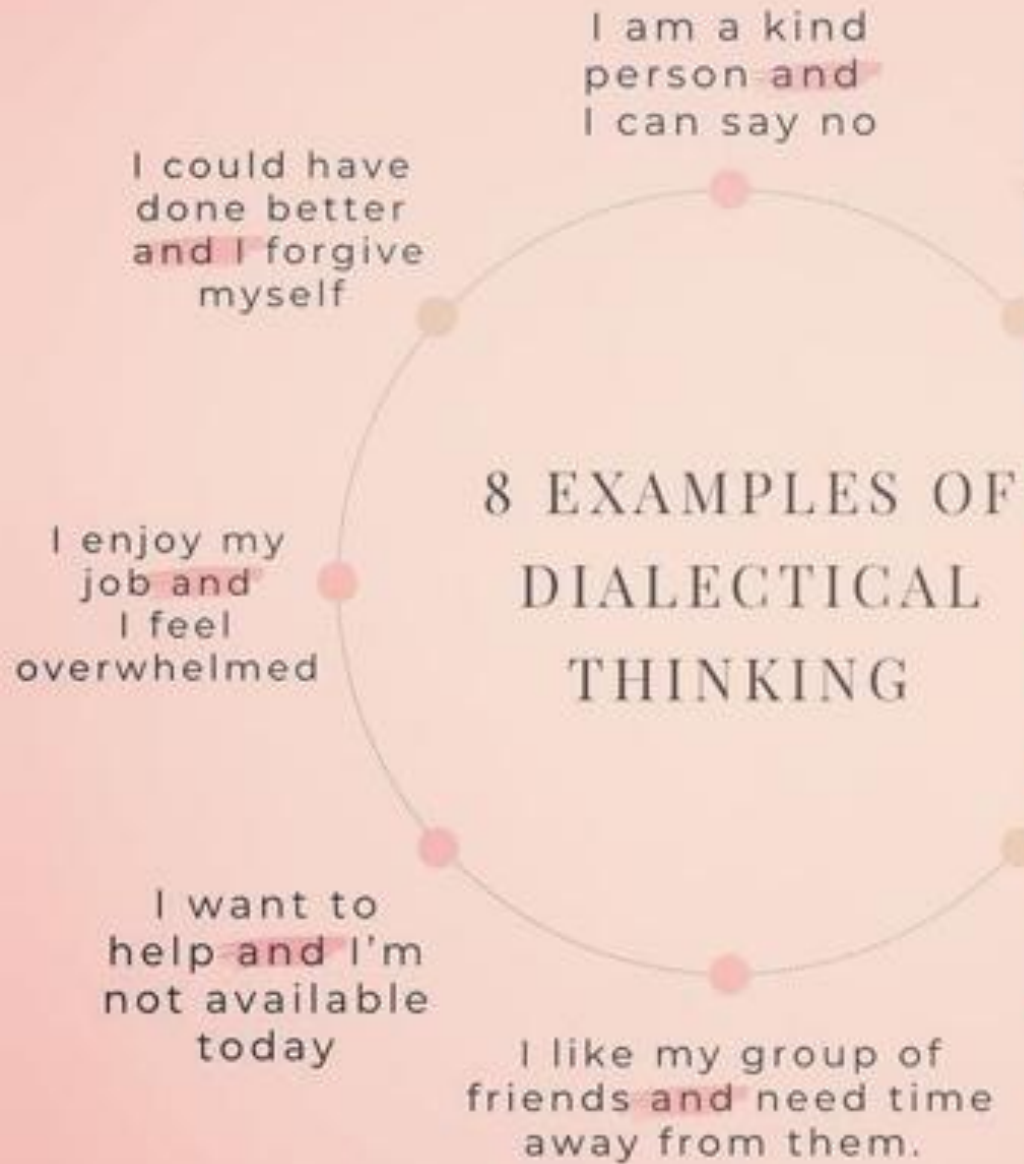 I am a kind
person and
I can say no
I could have
done better
and I forgive
myself
8 EXAMPLES OF
DIALECTICAL
THINKING
I enjoy my
job and
I feel
overwhelmed
I want to
help and I'm
not available
today
I like my group of
friends and need time
away from them.